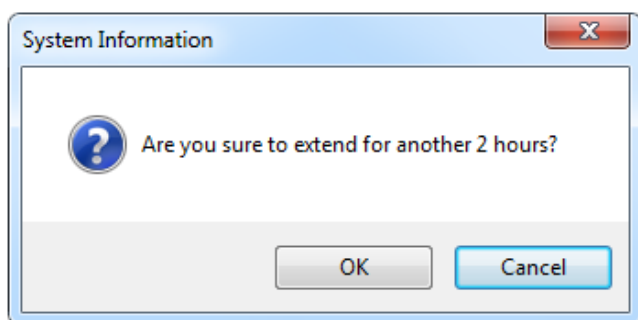 System Information
Are you sure to extend for another 2 hours?
OK
Cancel